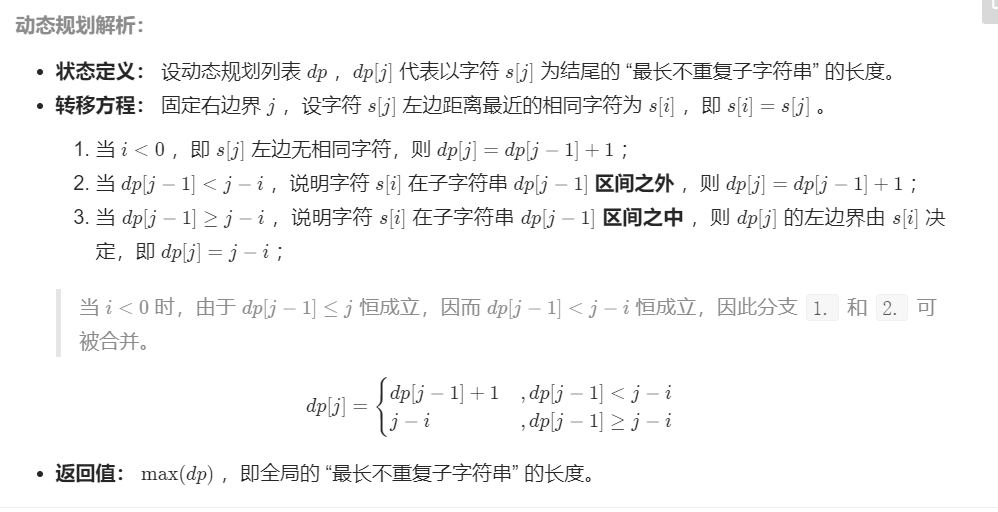 动态规划解析：
• 状态定义： 设动态规划列表 dp ，dp[j] 代表以字符 s[j] 为结尾的 “最长不重复子字符串” 的长度。
• 转移方程： 固定右边界 j ，设字符 s[j] 左边距离最近的相同字符为 s[i] ，即 s[i] = s[j] 。
1. 当 i < 0 ，即 s[j] 左边无相同字符，则 dp[j] = dp[j − 1] + 1 ；
2. 当 dp[j − 1] < j − i ，说明字符 s[i] 在子字符串 dp[j − 1] 区间之外 ，则 dp[j] = dp[j − 1] + 1 ；
3. 当 dp[j − 1] ≥ j − i ，说明字符 s[i] 在子字符串 dp[j − 1] 区间之中 ，则 dp[j] 的左边界由 s[i] 决
定，即 dp[j] = j − i ；
当 i < 0 时，由于 dp[j − 1] ≤ j 恒成立，因而 dp[j − 1] < j − i 恒成立，因此分支 1. 和 2. 可
被合并。
dp[j] = { dp[j − 1] + 1 , dp[j − 1] < j − i
j − i , dp[j − 1] ≥ j − i
• 返回值： max(dp) ，即全局的 “最长不重复子字符串” 的长度。